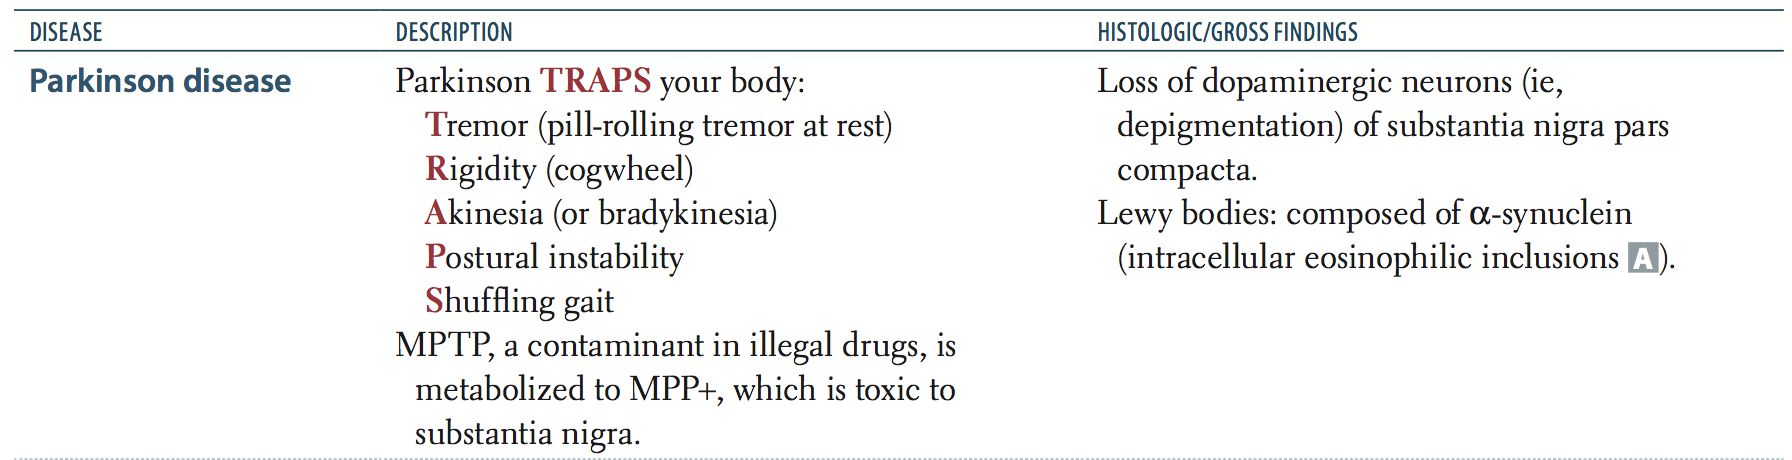 DISEASE
DESCRIPTION
HISTOLOGIC/GROSS FINDINGS
Parkinson disease
Parkinson TRAPS your body:
Tremor (pill-rolling tremor at rest)
Rigidity (cogwheel)
Akinesia (or bradykinesia)
Postural instability
Shuffling gait
MPTP, a contaminant in illegal drugs, is
metabolized to MPP+, which is toxic to
substantia nigra.
Loss of dopaminergic neurons (ie,
depigmentation) of substantia nigra pars
compacta.
Lewy bodies: composed of α-synuclein
(intracellular eosinophilic inclusions A).